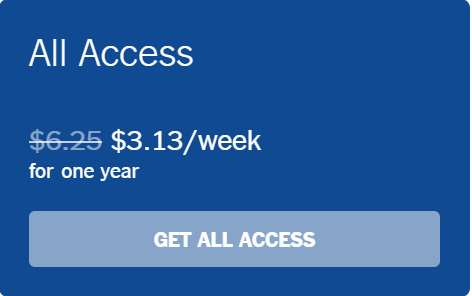 All Access
$6.25 $3.13/week
for one year
GET ALL ACCESS